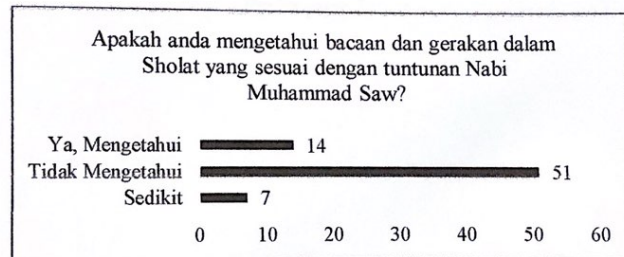 Apakah anda mengetahui bacaan dan gerakan dalam
Sholat yang sesuai dengan tuntunan Nabi
Muhammad Saw?
Ya, Mengetahui 14
Tidak Mengetahui 51
Sedikit 7
0 10 20 30 40 50 60